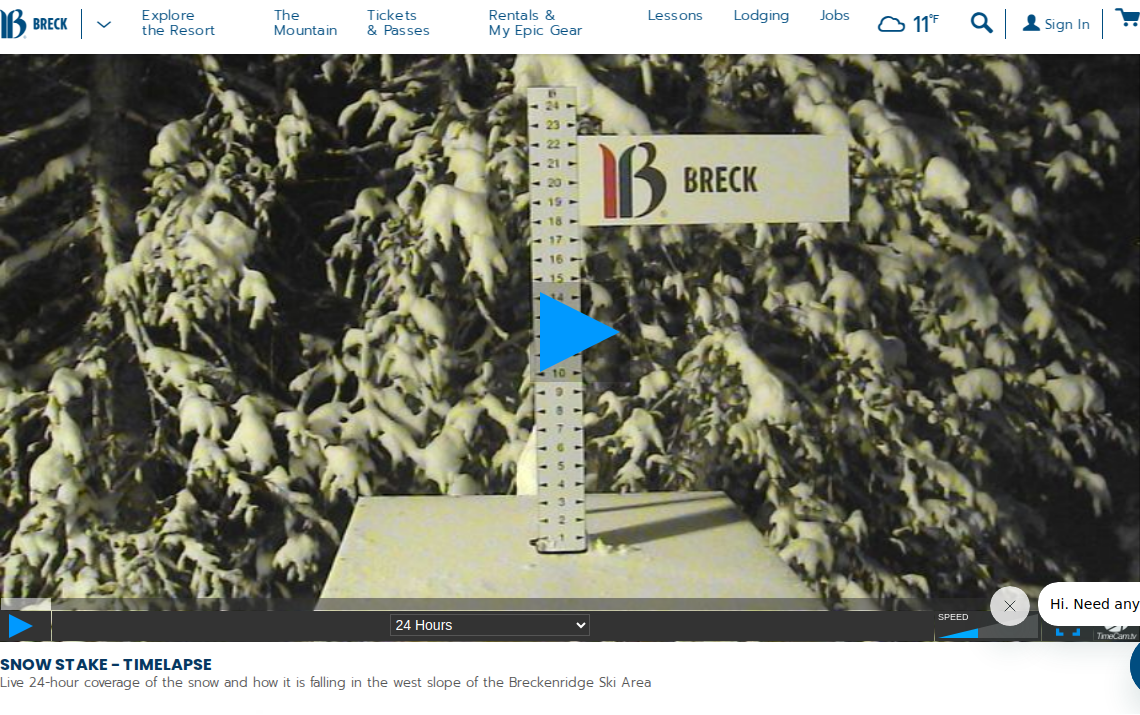 B BRECK
Explore
the Resort
The
Mountain
Tickets
& Passes
Rentals &
My Epic Gear
Lessons
Lodging
Jobs
11°F
Sign In
24
23
22
21
20
19
18
17
16
15
14
10
9
8
7
6
5
4
3
2
1
B BRECK
24 Hours
SPEED
Hi. Need any
TimeCam.tv
SNOW STAKE - TIMELAPSE
Live 24-hour coverage of the snow and how it is falling in the west slope of the Breckenridge Ski Area